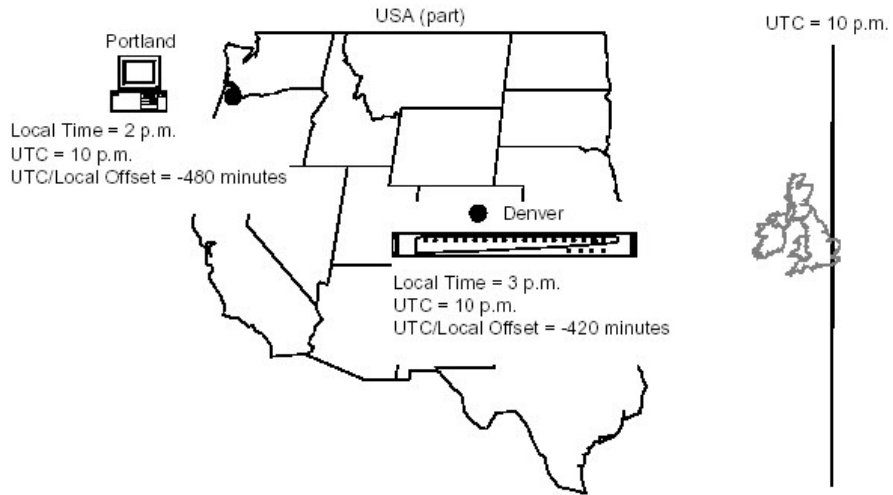 USA (part)
UTC = 10 p.m.
Portland
Local Time = 2 p.m.
UTC = 10 p.m.
UTC/Local Offset = -480 minutes
Denver
Local Time = 3 p.m.
UTC = 10 p.m.
UTC/Local Offset = -420 minutes